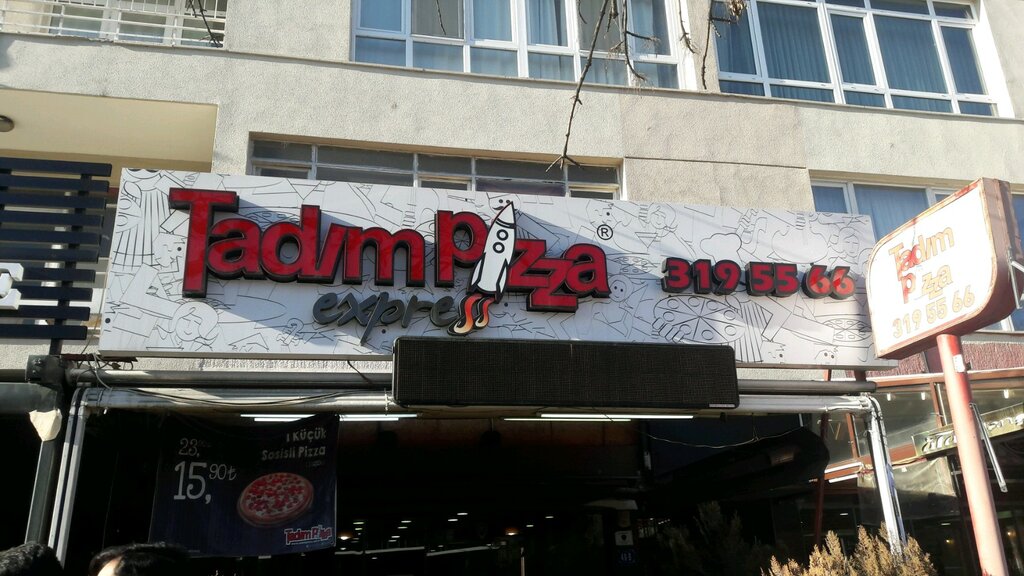 Tadım Pizza ®
express
319 55 66
Tadım
Pizza
319 55 66
1 Küçük
Sosisli Pizza
15,90₺
Tadım Pizza